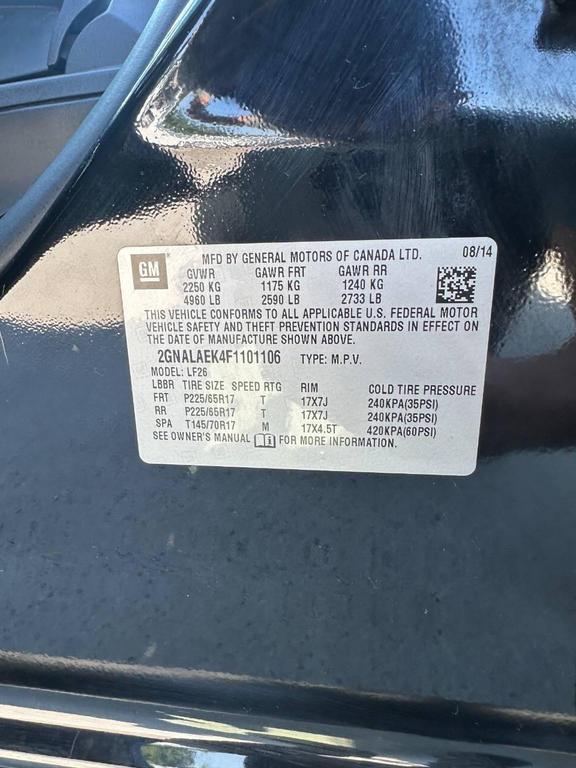 GM MFD BY GENERAL MOTORS OF CANADA LTD. 08/14
GVWR GAWR FRT GAWR RR
2250 KG 1175 KG 1240 KG
4960 LB 2590 LB 2733 LB
THIS VEHICLE CONFORMS TO ALL APPLICABLE U.S. FEDERAL MOTOR
VEHICLE SAFETY AND THEFT PREVENTION STANDARDS IN EFFECT ON
THE DATE OF MANUFACTURE SHOWN ABOVE.
2GNALAEK4F1101106 TYPE: M.P.V.
MODEL: LF26
LBBR TIRE SIZE SPEED RTG RIM COLD TIRE PRESSURE
FRT P225/65R17 T 17X7J 240KPA(35PSI)
RR P225/65R17 T 17X7J 240KPA(35PSI)
SPA T145/70R17 M 17X4.5T 420KPA(60PSI)
SEE OWNER'S MANUAL FOR MORE INFORMATION.